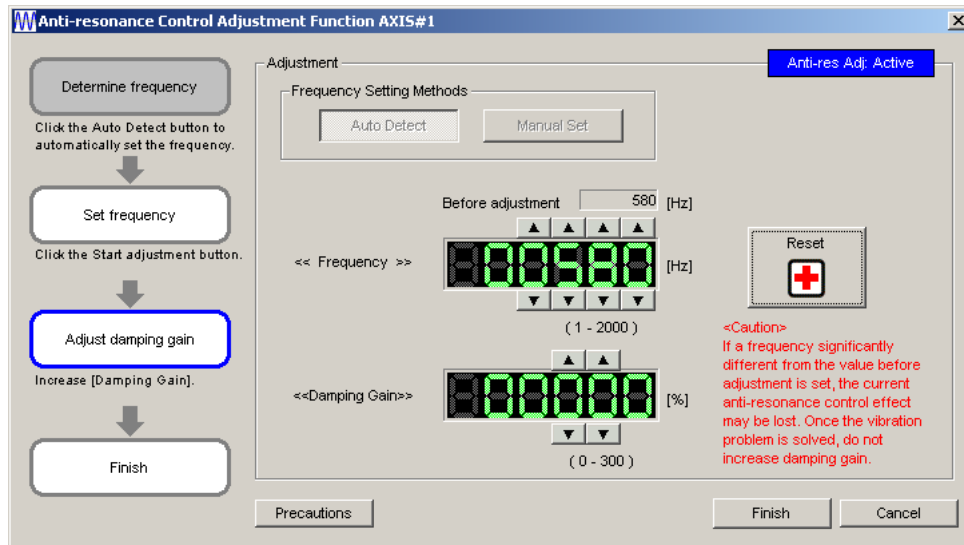 Anti-resonance Control Adjustment Function AXIS#1
Determine frequency
Click the Auto Detect button to
automatically set the frequency.
Set frequency
Click the Start adjustment button.
Adjust damping gain
Increase [Damping Gain].
Finish
Adjustment
Anti-res Adj: Active
Frequency Setting Methods
Auto Detect
Manual Set
Before adjustment 580 [Hz]
<< Frequency >> 00580 [Hz]
( 1 - 2000 )
<<Damping Gain>> 00000 [%]
( 0 - 300 )
Reset
<Caution>
If a frequency significantly
different from the value before
adjustment is set, the current
anti-resonance control effect
may be lost. Once the vibration
problem is solved, do not
increase damping gain.
Precautions
Finish
Cancel